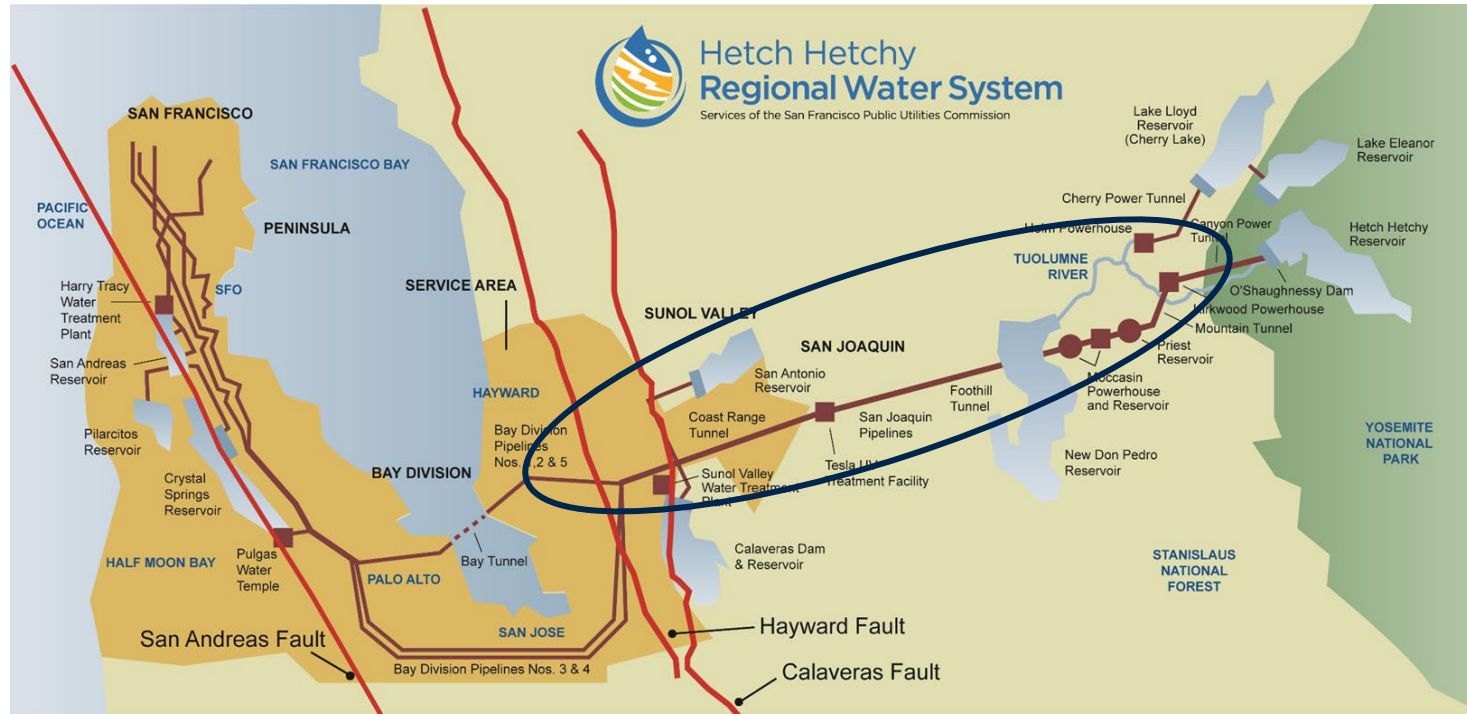 Hetch Hetchy
Regional Water System
Services of the San Francisco Public Utilities Commission
SAN FRANCISCO
SAN FRANCISCO BAY
PACIFIC
OCEAN
PENINSULA
SFO
Harry Tracy
Water
Treatment
Plant
San Andreas
Reservoir
Pilarcitos
Reservoir
Crystal
Springs
Reservoir
HALF MOON BAY
Pulgas
Water
Temple
San Andreas Fault
PALO ALTO
BAY DIVISION
Bay Tunnel
SAN JOSE
Bay Division Pipelines Nos. 3 & 4
SERVICE AREA
HAYWARD
Bay Division
Pipelines
Nos. 1,2 & 5
SUNOL VALLEY
San Antonio
Reservoir
Coast Range
Tunnel
Sunol Valley
Water Treatment
Plant
Calaveras Dam
& Reservoir
Hayward Fault
Calaveras Fault
SAN JOAQUIN
San Joaquin
Pipelines
Tesla UV
Treatment Facility
Foothill
Tunnel
New Don Pedro
Reservoir
Moccasin
Powerhouse
and Reservoir
Priest
Reservoir
Mountain Tunnel
Kirkwood Powerhouse
O'Shaughnessy Dam
TUOLUMNE
RIVER
Holm Powerhouse
Canyon Power
Tunnel
Cherry Power Tunnel
Lake Lloyd
Reservoir
(Cherry Lake)
Lake Eleanor
Reservoir
Hetch Hetchy
Reservoir
YOSEMITE
NATIONAL
PARK
STANISLAUS
NATIONAL
FOREST